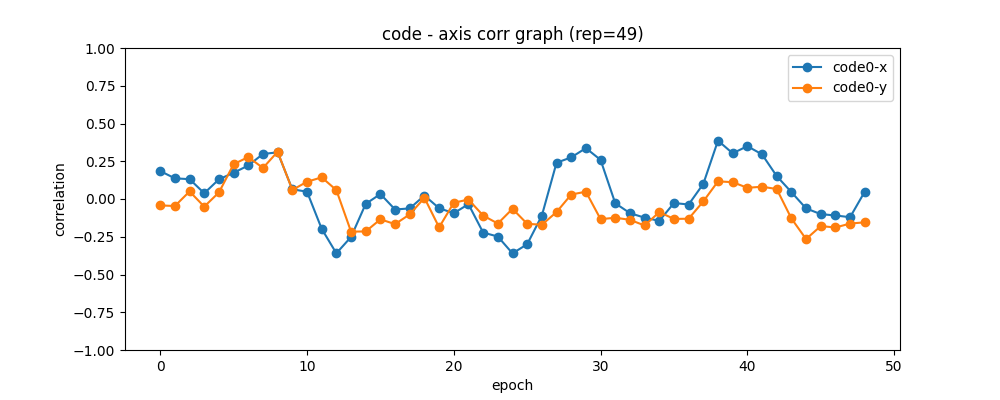 code - axis corr graph (rep=49)
1.00
0.75
0.50
0.25
0.00
−0.25
−0.50
−0.75
−1.00
correlation
code0-x
code0-y
0 10 20 30 40 50
epoch